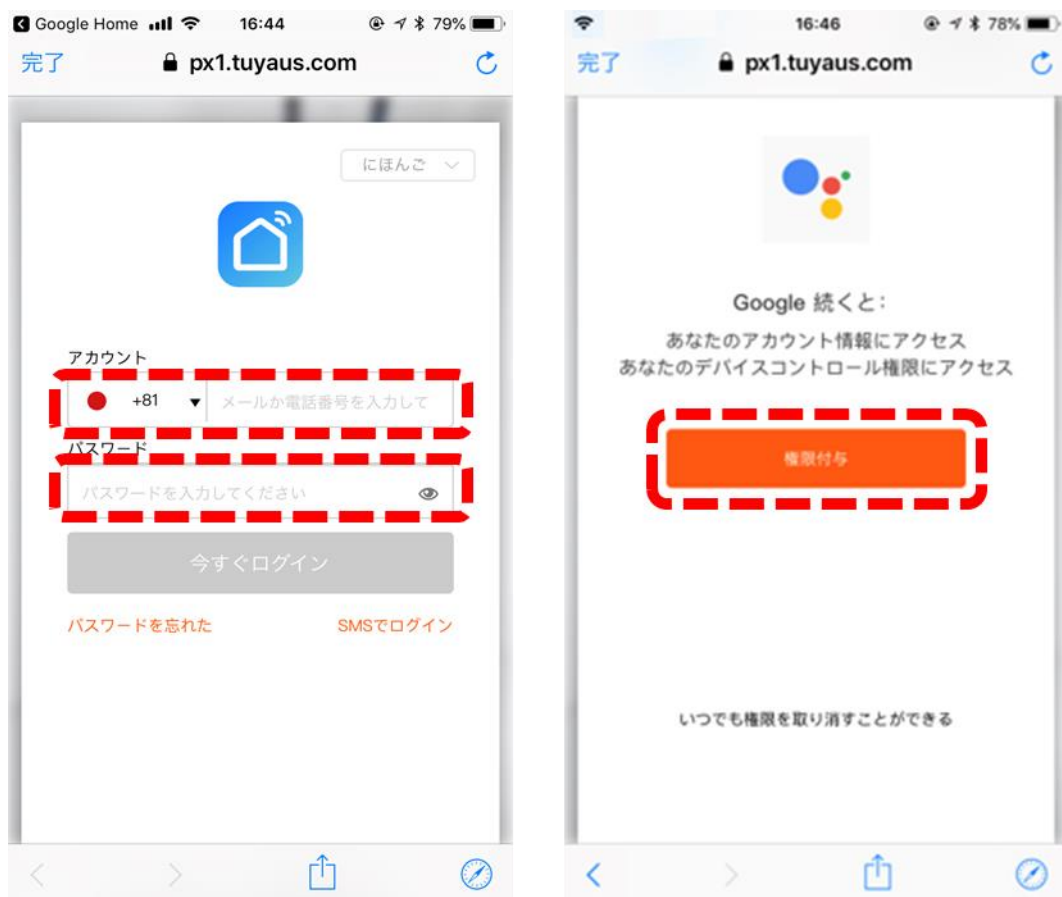 Google Home 16:44 79%
完了 px1.tuyaus.com
にほんご
アカウント
+81 メールか電話番号を入力して
パスワード
パスワードを入力してください
今すぐログイン
パスワードを忘れた SMSでログイン
16:46 78%
完了 px1.tuyaus.com
Google 続くと:
あなたのアカウント情報にアクセス
あなたのデバイスコントロール権限にアクセス
権限付与
いつでも権限を取り消すことができる